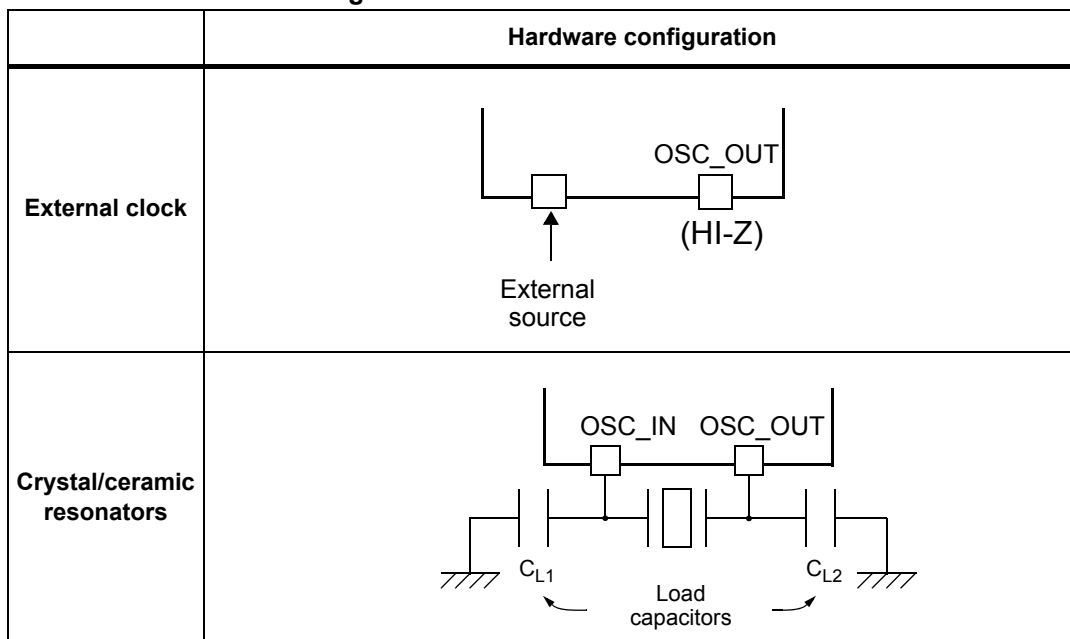 Hardware configuration
External clock
OSC_OUT
(HI-Z)
External
source
Crystal/ceramic
resonators
OSC_IN OSC_OUT
CL1
CL2
Load
capacitors